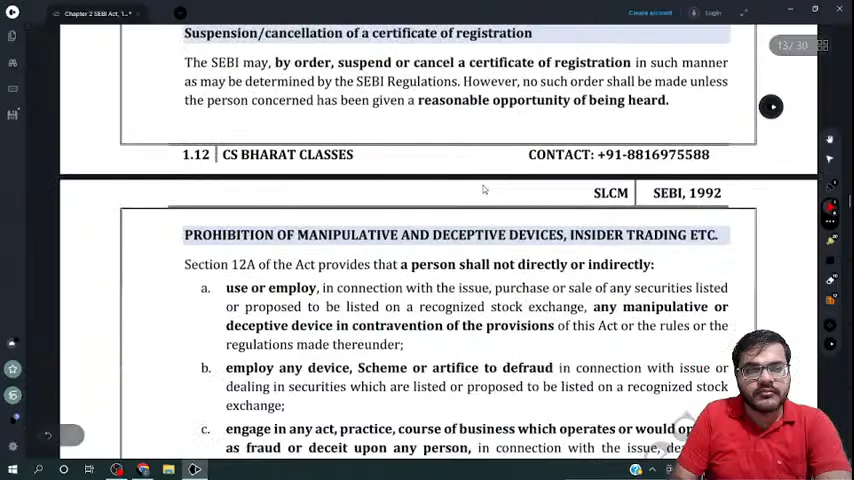 Chapter 2 SEBI Act, 1...*
Create account
Login
13 / 30
Suspension/cancellation of a certificate of registration
The SEBI may, by order, suspend or cancel a certificate of registration in such manner
as may be determined by the SEBI Regulations. However, no such order shall be made unless
the person concerned has been given a reasonable opportunity of being heard.
1.12 CS BHARAT CLASSES CONTACT: +91-8816975588
SLCM SEBI, 1992
PROHIBITION OF MANIPULATIVE AND DECEPTIVE DEVICES, INSIDER TRADING ETC.
Section 12A of the Act provides that a person shall not directly or indirectly:
a. use or employ, in connection with the issue, purchase or sale of any securities listed
or proposed to be listed on a recognized stock exchange, any manipulative or
deceptive device in contravention of the provisions of this Act or the rules or the
regulations made thereunder;
b. employ any device, Scheme or artifice to defraud in connection with issue or
dealing in securities which are listed or proposed to be listed on a recognized stock
exchange;
c. engage in any act, practice, course of business which operates or would
as fraud or deceit upon any person, in connection with the issue,